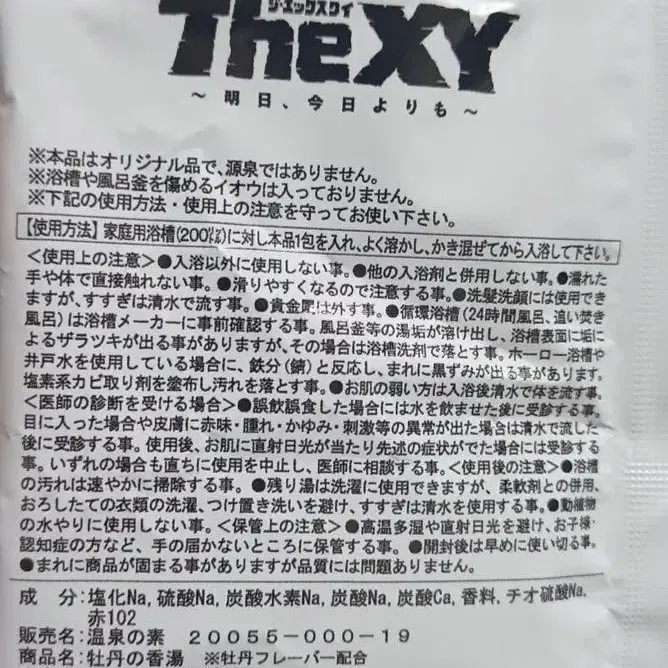 ジ・エックスワイ
The XY
～明日、今日よりも～
※本品はオリジナル品で、源泉ではありません。
※浴槽や風呂釜を傷めるイオウは入っておりません。
※下記の使用方法・使用上の注意を守ってお使い下さい。
【使用方法】家庭用浴槽(200㍑)に対し本品1包を入れ、よく溶かし、かき混ぜてから入浴して下さい。
＜使用上の注意＞●入浴以外に使用しない事。●他の入浴剤と併用しない事。●濡れた
手や体で直接触れない事。●滑りやすくなるので注意する事。●洗髪洗顔には使用でき
ますが、すすぎは清水で流す事。●貴金属は外す事。●循環浴槽(24時間風呂、追い焚き
風呂)は浴槽メーカーに事前確認する事。風呂釜等の湯垢が溶け出し、浴槽表面に垢に
よるザラツキが出る事がありますが、その場合は浴槽洗剤で落とす事。ホーロー浴槽や
井戸水を使用している場合に、鉄分(錆)と反応し、まれに黒ずみが出る事があります。
塩素系カビ取り剤を塗布し汚れを落とす事。●お肌の弱い方は入浴後清水で体を流す事。
＜医師の診断を受ける場合＞●誤飲誤食した場合には水を飲ませた後に受診する事。
目に入った場合や皮膚に赤味・腫れ・かゆみ・刺激等の異常が出た場合は清水で流した
後に受診する事。使用後、お肌に直射日光が当たり先述の症状がでた場合には受診する
事。いずれの場合も直ちに使用を中止し、医師に相談する事。＜使用後の注意＞●浴槽
の汚れは速やかに掃除する事。●残り湯は洗濯に使用できますが、柔軟剤との併用、
おろしたての衣類の洗濯、つけ置き洗いを避け、すすぎは清水を使用する事。●動植物
の水やりに使用しない事。＜保管上の注意＞●高温多湿や直射日光を避け、お子様・
認知症の方など、手の届かないところに保管する事。●開封後は早めに使い切る事。
●まれに商品が固まる事がありますが品質には問題ありません。
成　分：塩化Na, 硫酸Na, 炭酸水素Na, 炭酸Na, 炭酸Ca, 香料, チオ硫酸Na,
赤102
販売名：温泉の素　20055－000－19
商品名：牡丹の香湯　※牡丹フレーバー配合